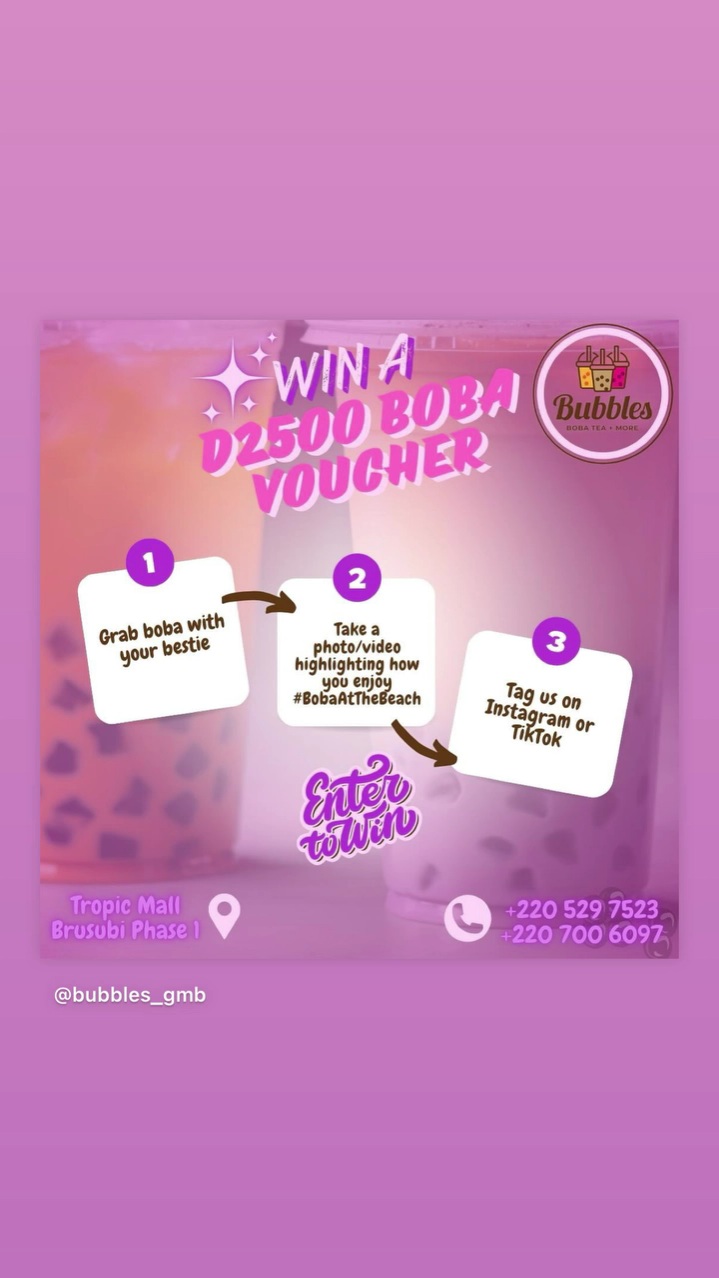 WIN A
D2500 BOBA
VOUCHER
Bubbles
BOBA TEA + MORE
1
Grab boba with
your bestie
2
Take a
photo/video
highlighting how
you enjoy
#BobaAtTheBeach
3
Tag us on
Instagram or
TikTok
Enter
to Win
Tropic Mall
Brusubi Phase 1
+220 529 7523
+220 700 6097
@bubbles_gmb